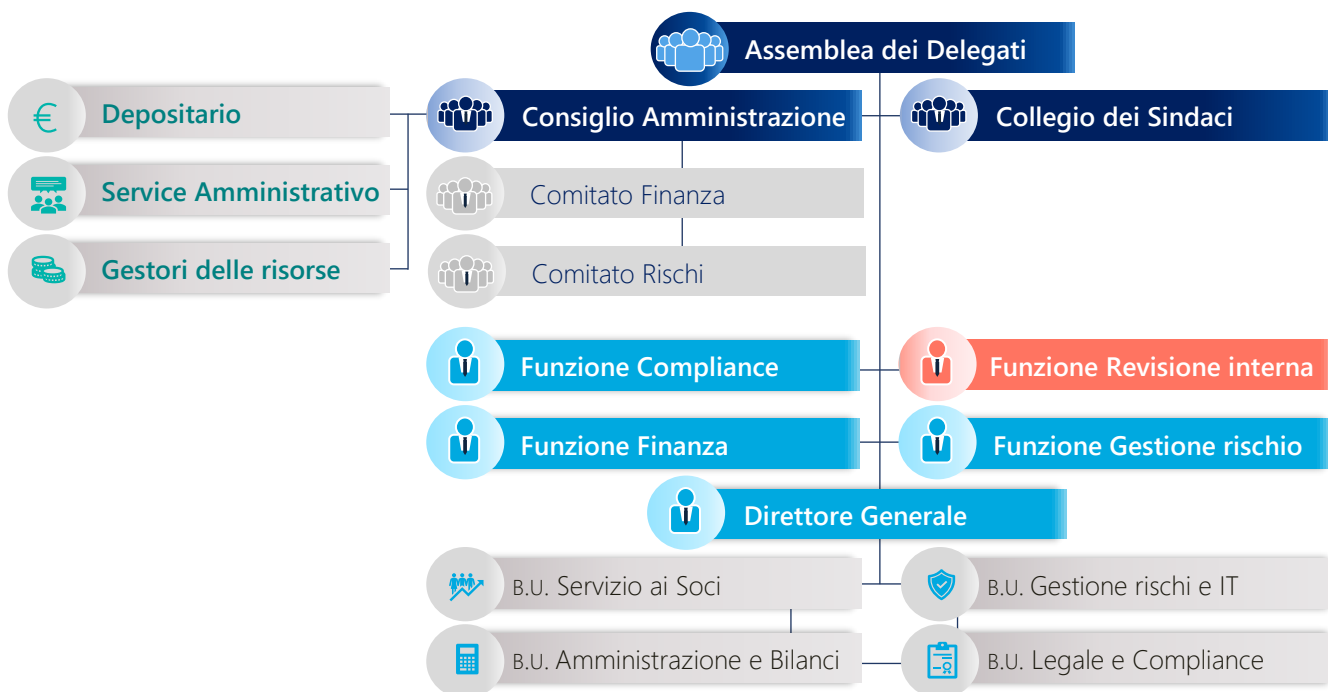 Assemblea dei Delegati
Depositario
Consiglio Amministrazione
Collegio dei Sindaci
Service Amministrativo
Comitato Finanza
Gestori delle risorse
Comitato Rischi
Funzione Compliance
Funzione Revisione interna
Funzione Finanza
Funzione Gestione rischio
Direttore Generale
B.U. Servizio ai Soci
B.U. Gestione rischi e IT
B.U. Amministrazione e Bilanci
B.U. Legale e Compliance